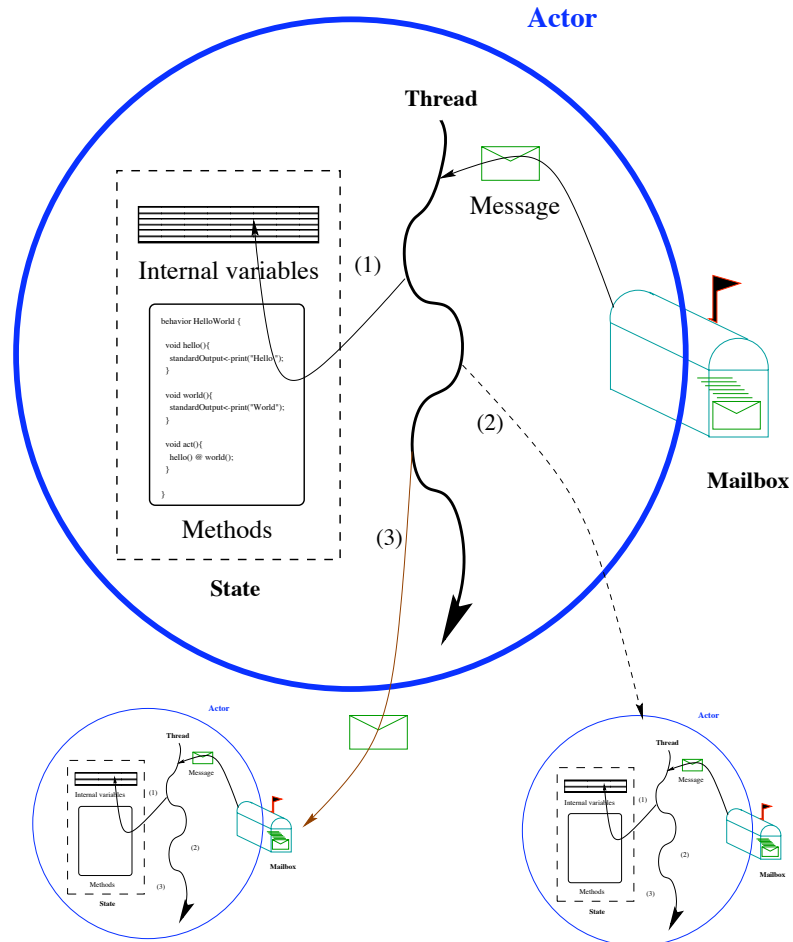 Actor
Thread
Message
Internal variables
(1)
behavior HelloWorld {
void hello(){
standardOutput<-print("Hello ");
}
void world(){
standardOutput<-print("World");
}
void act(){
hello() @ world();
}
}
(2)
Mailbox
Methods
(3)
State
Actor
Thread
Message
Internal variables
(1)
(2)
Mailbox
Methods
(3)
State
Actor
Thread
Message
Internal variables
(1)
(2)
Mailbox
Methods
(3)
State